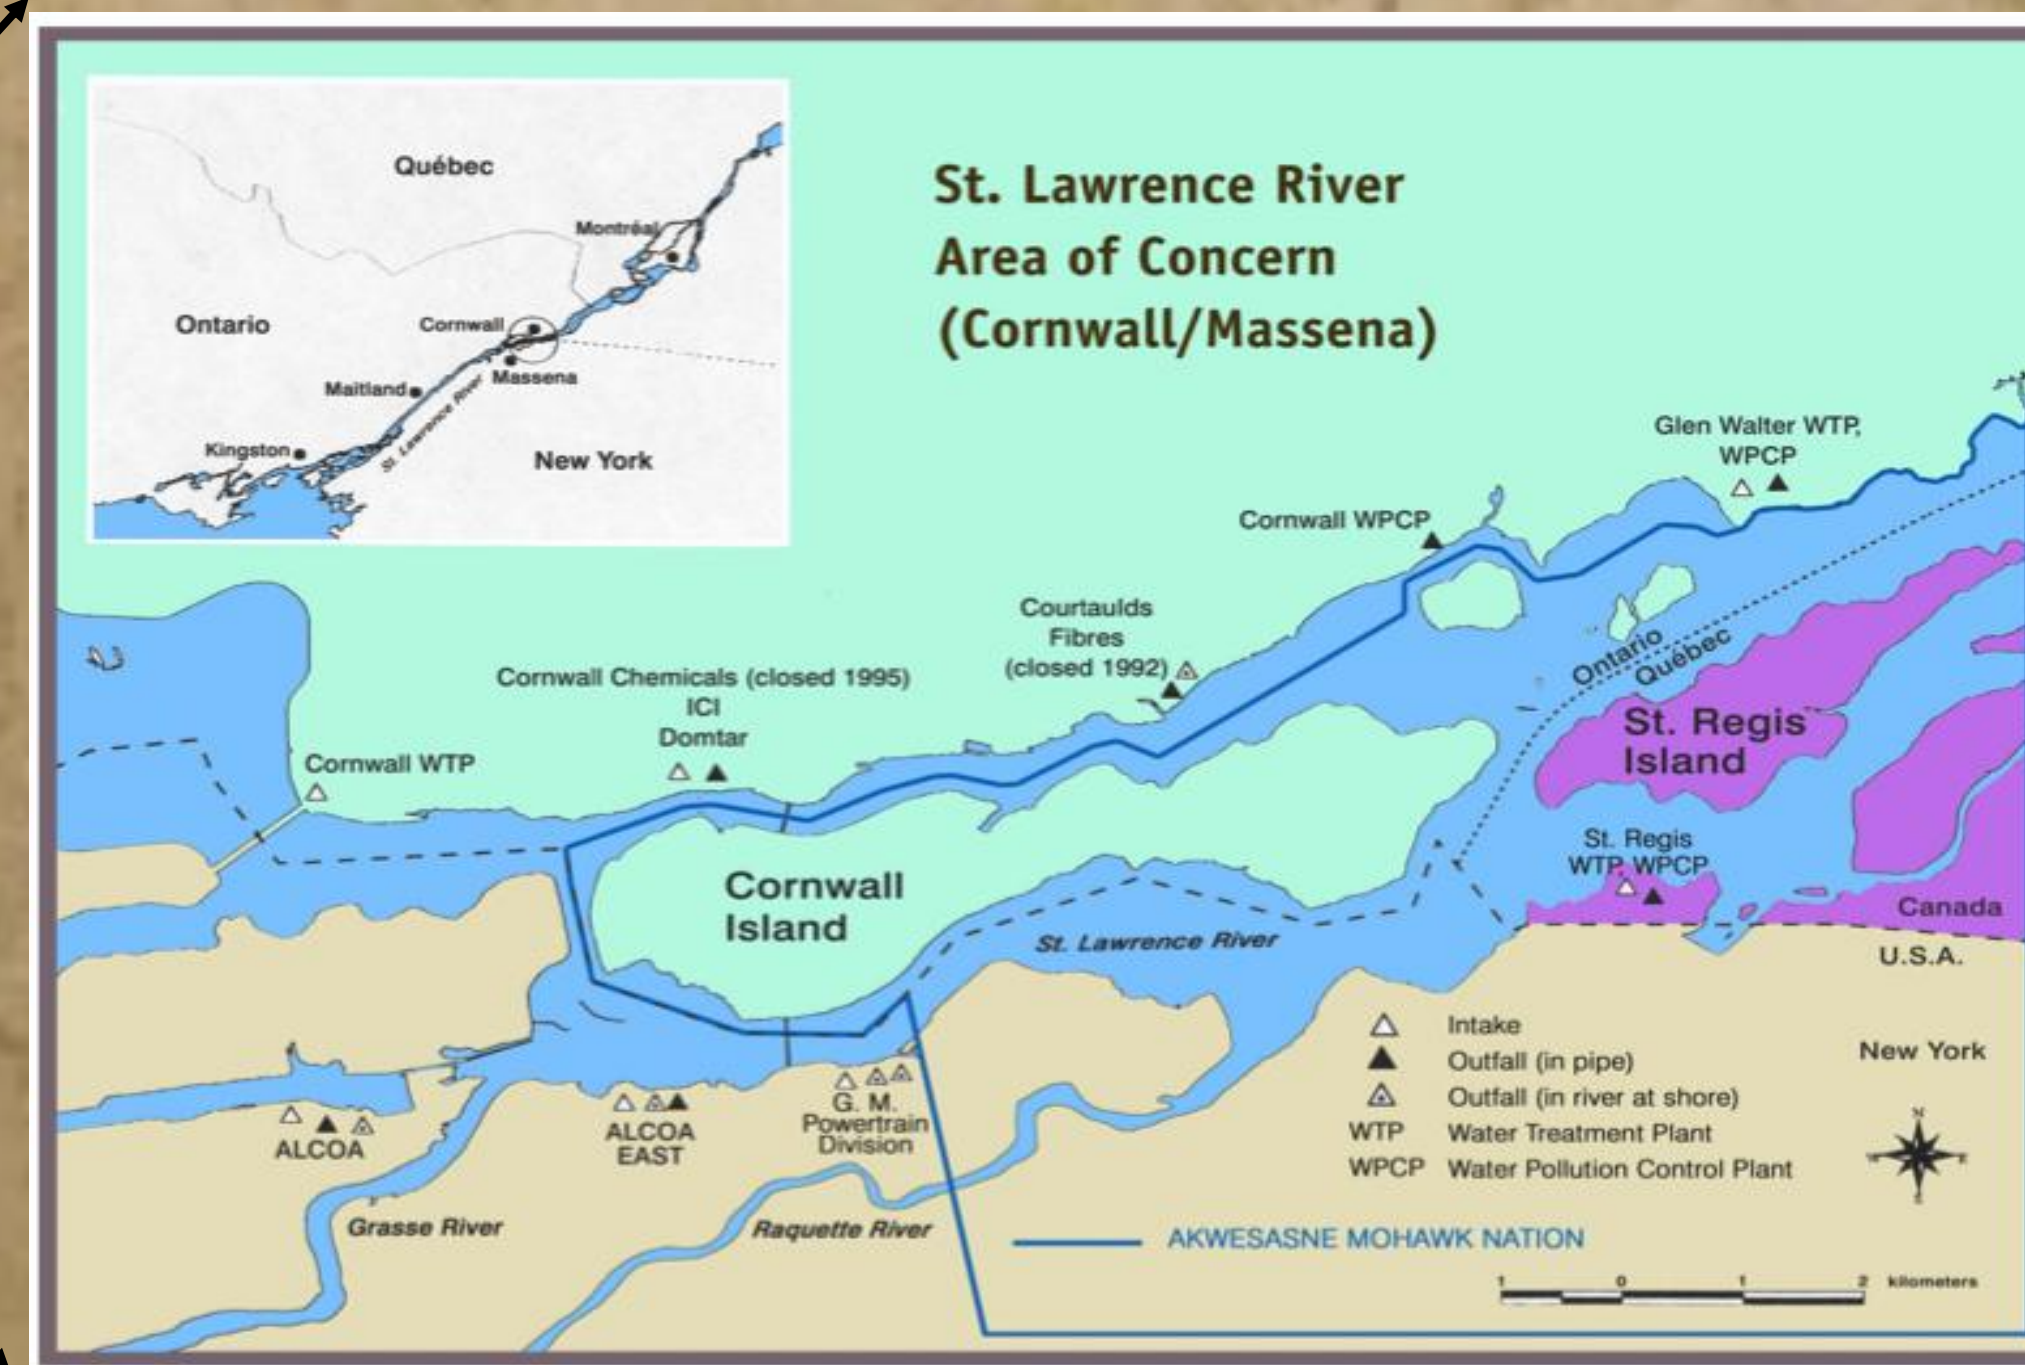 St. Lawrence River
Area of Concern
(Cornwall/Massena)
Québec
Montréal
Ontario
Cornwall
Massena
Maitland
St. Lawrence River
Kingston
New York
Glen Walter WTP,
WPCP
Cornwall WPCP
Courtaulds
Fibres
(closed 1992)
Cornwall Chemicals (closed 1995)
ICI
Domtar
Cornwall WTP
Ontario
Québec
St. Regis
Island
St. Regis
WTP, WPCP
Cornwall
Island
St. Lawrence River
Canada
U.S.A.
New York
ALCOA
ALCOA
EAST
G. M.
Powertrain
Division
Grasse River
Raquette River
Intake
Outfall (in pipe)
Outfall (in river at shore)
WTP Water Treatment Plant
WPCP Water Pollution Control Plant
N
E
S
AKWESASNE MOHAWK NATION
1 0 1 2 kilometers